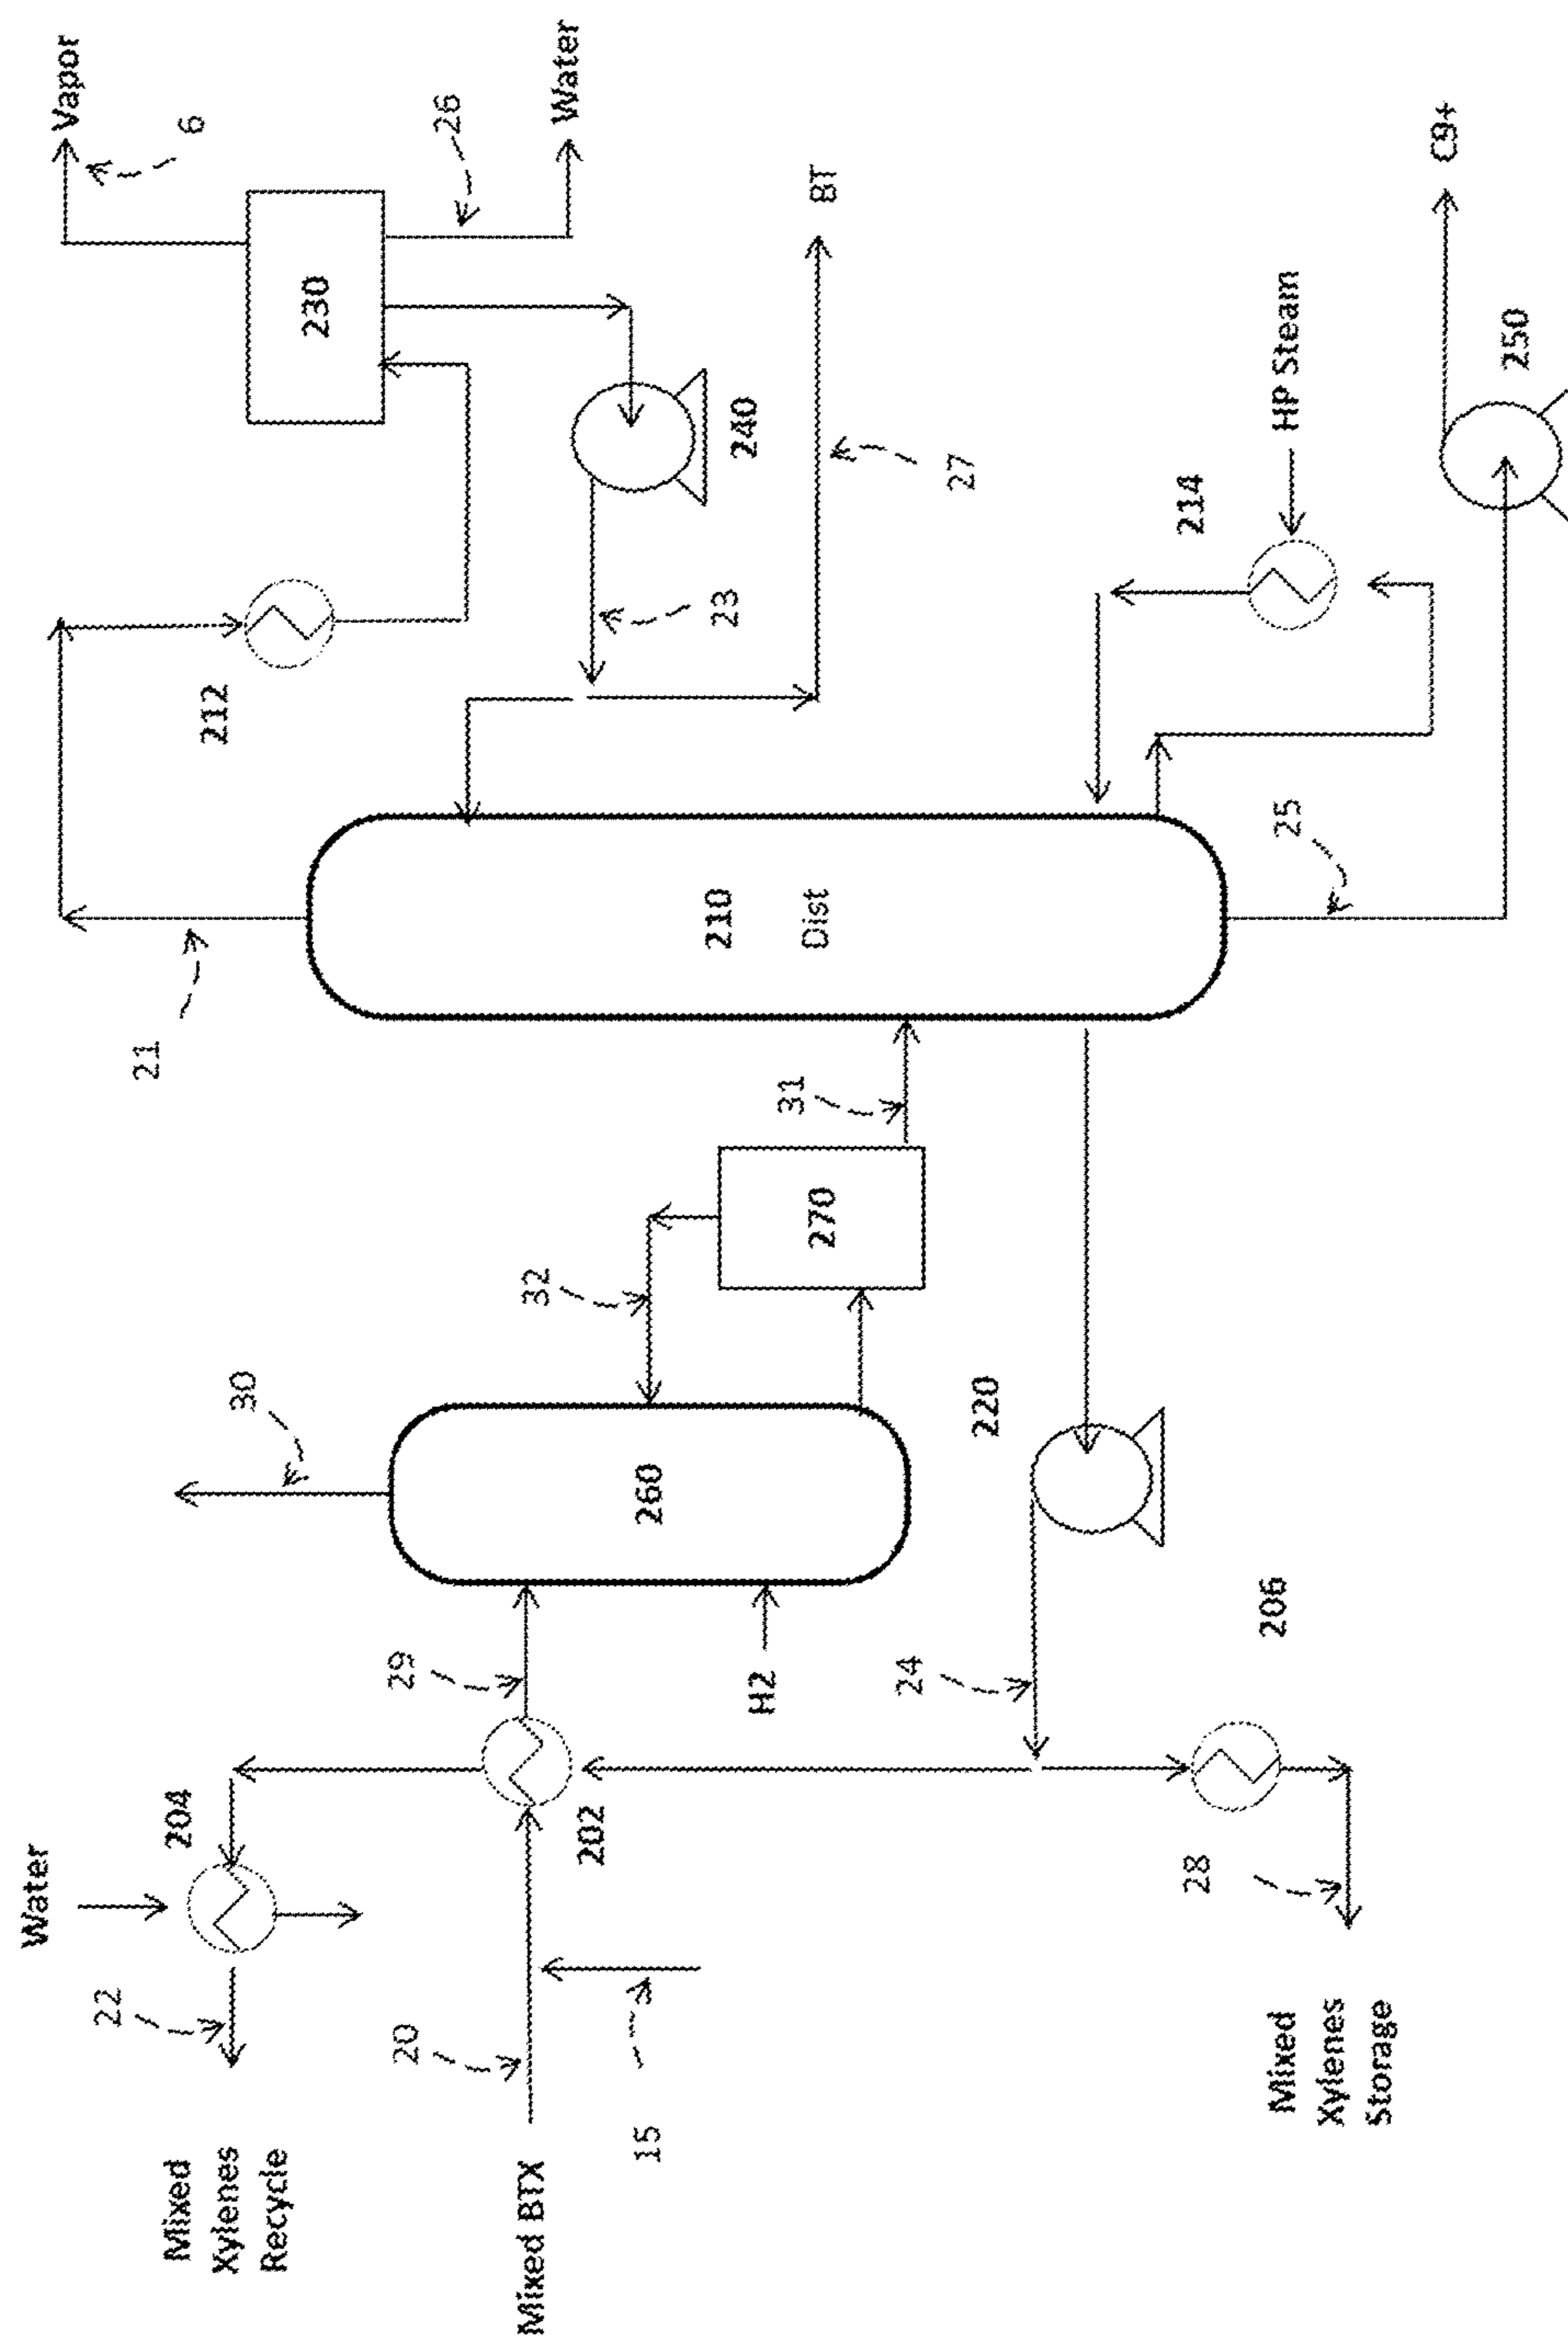 Water
204
22
Mixed
Xylenes
Recycle
20
Mixed BTX
15
202
29
H2
30
260
32
270
31
24
220
206
28
Mixed
Xylenes
Storage
21
210
Dist
212
230
Vapor
6
26
Water
240
23
BT
27
214
HP Steam
25
250
C9+